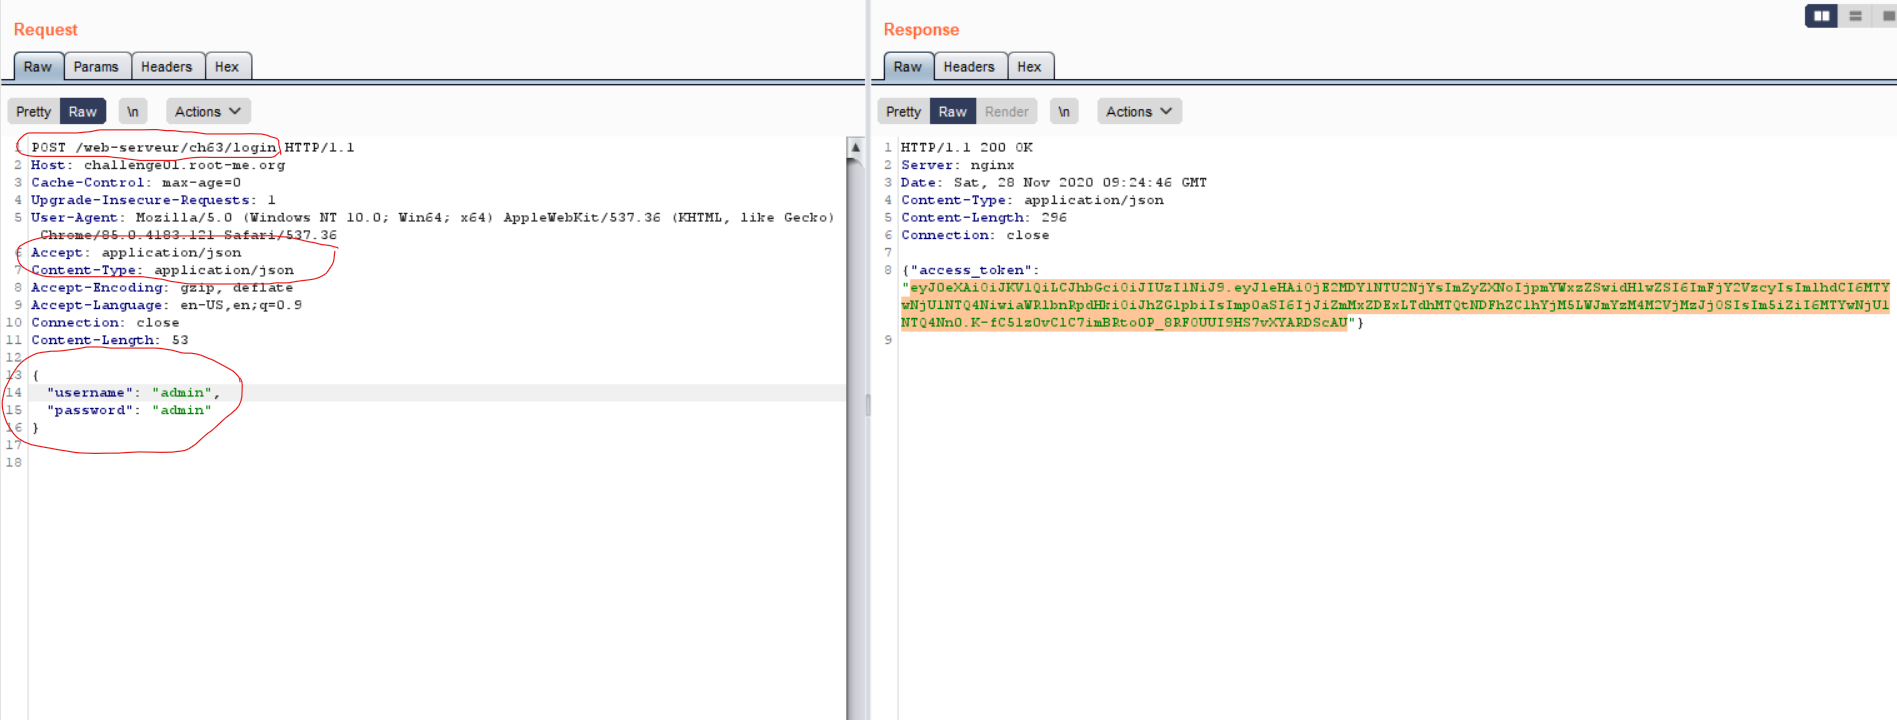 Request
Raw Params Headers Hex
Pretty Raw \n Actions
1 POST /web-serveur/ch63/login HTTP/1.1
2 Host: challenge01.root-me.org
3 Cache-Control: max-age=0
4 Upgrade-Insecure-Requests: 1
5 User-Agent: Mozilla/5.0 (Windows NT 10.0; Win64; x64) AppleWebKit/537.36 (KHTML, like Gecko)
Chrome/85.0.4183.121 Safari/537.36
6 Accept: application/json
7 Content-Type: application/json
8 Accept-Encoding: gzip, deflate
9 Accept-Language: en-US,en;q=0.9
10 Connection: close
11 Content-Length: 53
12
13 {
14 "username": "admin",
15 "password": "admin"
16 }
17
18
Response
Raw Headers Hex
Pretty Raw Render \n Actions
1 HTTP/1.1 200 OK
2 Server: nginx
3 Date: Sat, 28 Nov 2020 09:24:46 GMT
4 Content-Type: application/json
5 Content-Length: 296
6 Connection: close
7
8 {"access_token":
"eyJ0eXAiOiJKV1QiLCJhbGciOiJIUzI1NiJ9.eyJleHAiOjE2MDY1NTU2NjYsImZyZXNoIjpmYWxzZSwidHlwZSI6ImFjY2VzcyIsImlhdCI6MTY
wNjU1NTQ4NiwiaWRlbnRpdHkiOiJhZG1pbiIsImp0aSI6IjJiZmMxZDExLTdhMTQtNDFhZC1hYjM5LWJmYzM4M2VjMzJjOSIsIm5iZiI6MTYwNjU1
NTQ4Nn0.K-fC51z0vClC7imBRtoOP_8RF0UUI9HS7vXYARDScAU"}
9